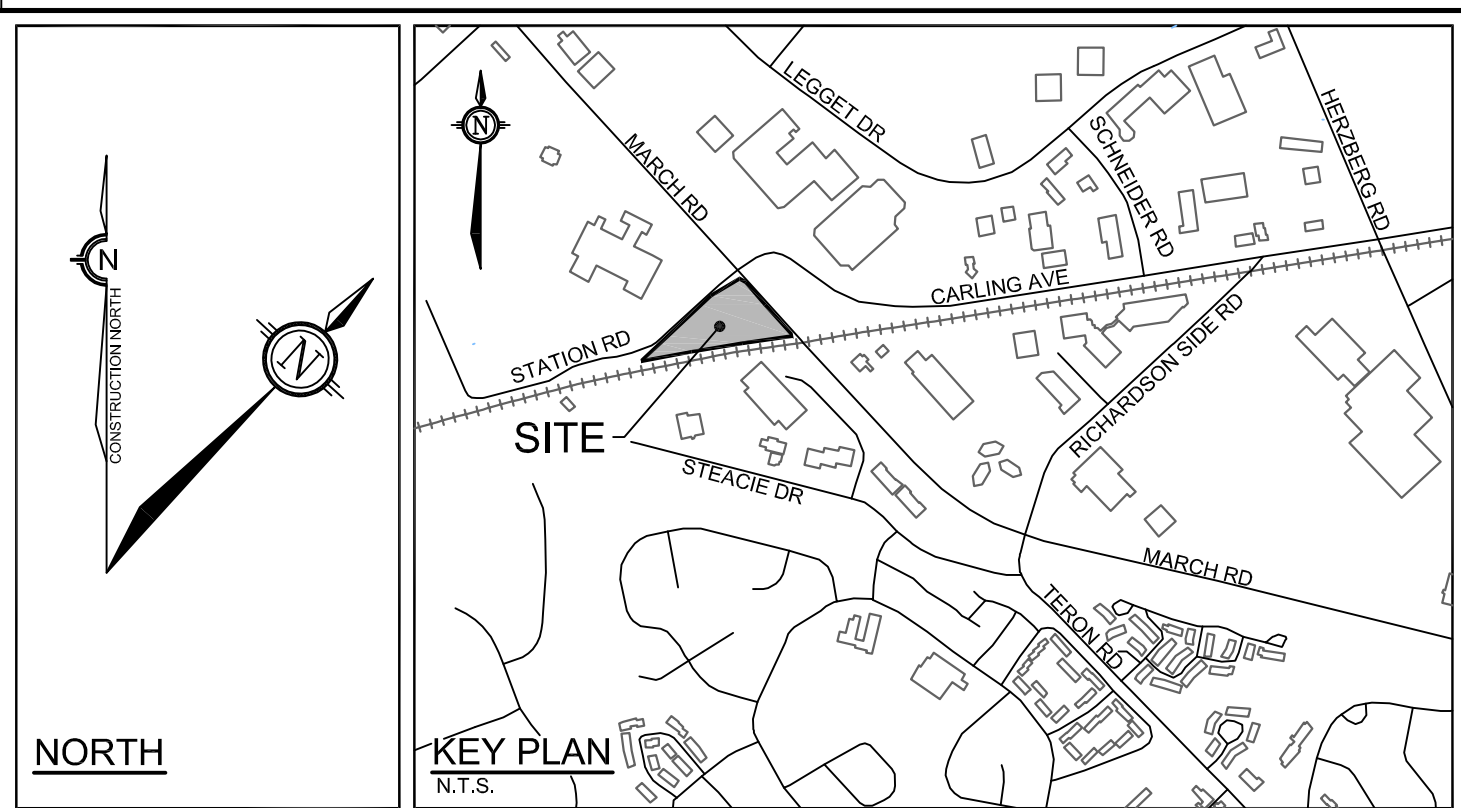 N
CONSTRUCTION NORTH
N
NORTH
N
LEGGET DR
MARCH RD
SCHNEIDER RD
HERZBERG RD
CARLING AVE
STATION RD
RICHARDSON SIDE RD
SITE
STEACIE DR
MARCH RD
TERON RD
KEY PLAN
N.T.S.